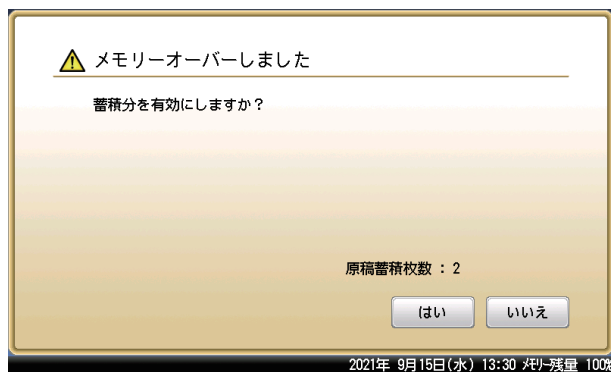 メモリーオーバーしました
蓄積分を有効にしますか？
原稿蓄積枚数 : 2
はい
いいえ
2021年 9月15日(水) 13:30 ﾒﾓﾘｰ残量 100%